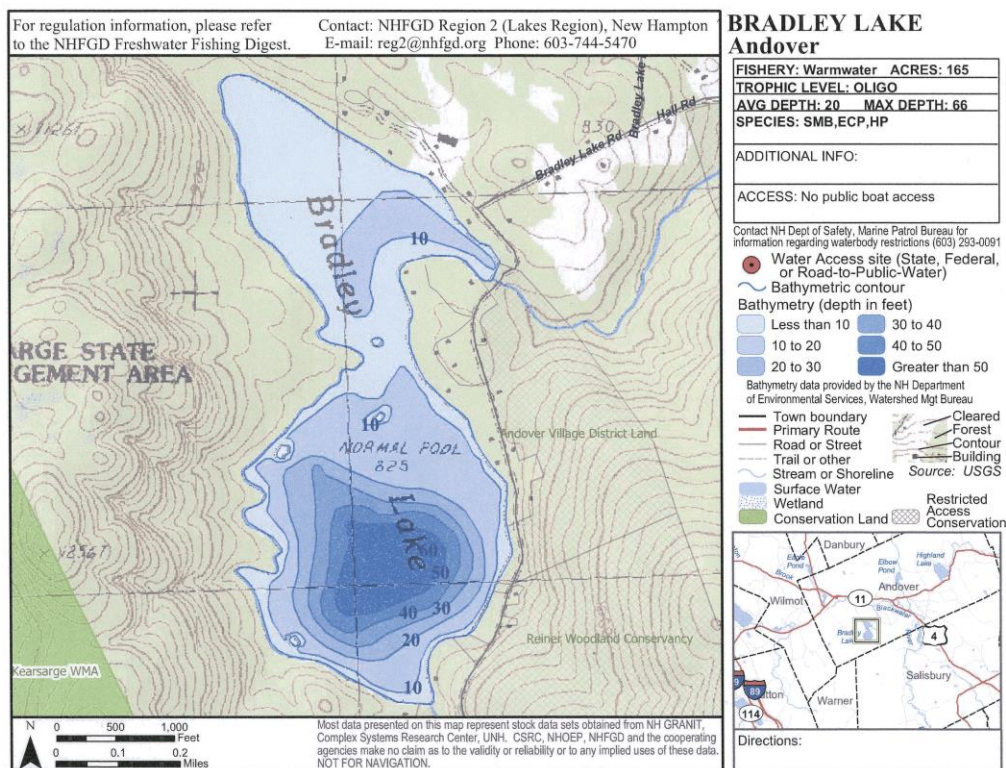 For regulation information, please refer
to the NHFGD Freshwater Fishing Digest.
Contact: NHFGD Region 2 (Lakes Region), New Hampton
E-mail: reg2@nhfgd.org Phone: 603-744-5470
BRADLEY LAKE
Andover
FISHERY: Warmwater ACRES: 165
TROPHIC LEVEL: OLIGO
AVG DEPTH: 20 MAX DEPTH: 66
SPECIES: SMB,ECP,HP
ADDITIONAL INFO:
ACCESS: No public boat access
Contact NH Dept of Safety, Marine Patrol Bureau for
information regarding waterbody restrictions (603) 293-0091
Water Access site (State, Federal,
or Road-to-Public-Water)
Bathymetric contour
Bathymetry (depth in feet)
Less than 10
30 to 40
10 to 20
40 to 50
20 to 30
Greater than 50
Bathymetry data provided by the NH Department
of Environmental Services, Watershed Mgt Bureau
Town boundary
Primary Route
Road or Street
Trail or other
Stream or Shoreline
Surface Water
Wetland
Conservation Land
Cleared
Forest
Contour
Building
Source: USGS
Restricted
Access
Conservation
830
Hall Rd
Bradley Lake Rd
Bradley
10
ARGE STATE
GEMENT AREA
10
NORMAL POOL
825
Andover Village District Land
Lake
60
50
40
30
20
10
Reiner Woodland Conservancy
Kearsarge WMA
Danbury
Eagle
Pond
Elbow
Pond
Highland
Lake
Brook
Andover
Wilmot
11
Blackwater
Bradley
Lake
4
Salisbury
89
Warner
114
Directions:
N
0 500 1,000
Feet
0 0.1 0.2
Miles
Most data presented on this map represent stock data sets obtained from NH GRANIT,
Complex Systems Research Center, UNH. CSRC, NHOEP, NHFGD and the cooperating
agencies make no claim as to the validity or reliability or to any implied uses of these data.
NOT FOR NAVIGATION.